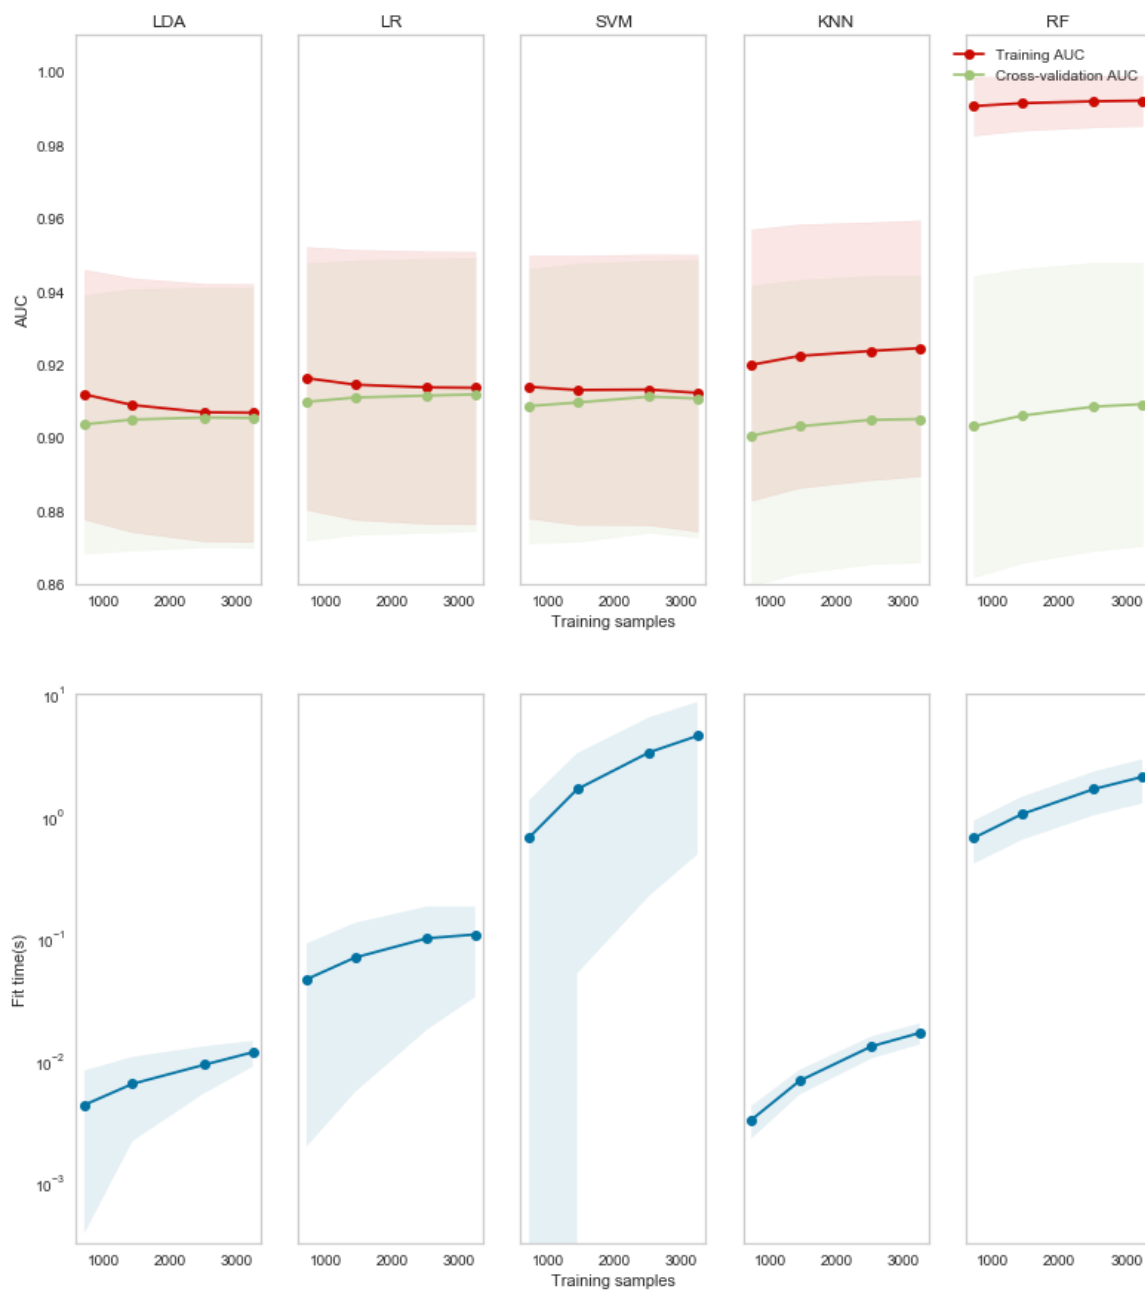 LDA LR SVM KNN RF
Training AUC
Cross-validation AUC
1.00
0.98
0.96
0.94
0.92
0.90
0.88
0.86
AUC
1000 2000 3000 1000 2000 3000 1000 2000 3000 1000 2000 3000 1000 2000 3000
Training samples
10¹
10⁰
10⁻¹
10⁻²
10⁻³
Fit time(s)
1000 2000 3000 1000 2000 3000 1000 2000 3000 1000 2000 3000 1000 2000 3000
Training samples